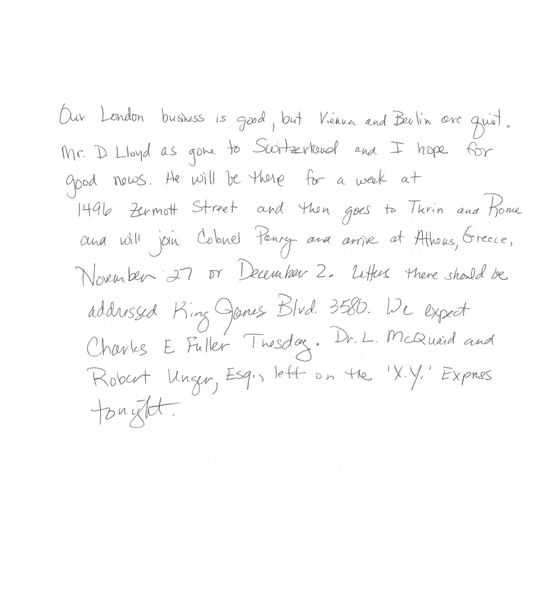 Our London business is good, but Vienna and Berlin are quiet.
Mr. D Lloyd as gone to Switzerland and I hope for
good news. He will be there for a week at
1496 Zermott Street and then goes to Turin and Rome
and will join Colonel Parry and arrive at Athens, Greece,
November 27 or December 2. Letters there should be
addressed King James Blvd. 3580. We expect
Charles E Fuller Tuesday. Dr. L. McQuaid and
Robert Unger, Esq., left on the 'X.Y.' Express
tonight.